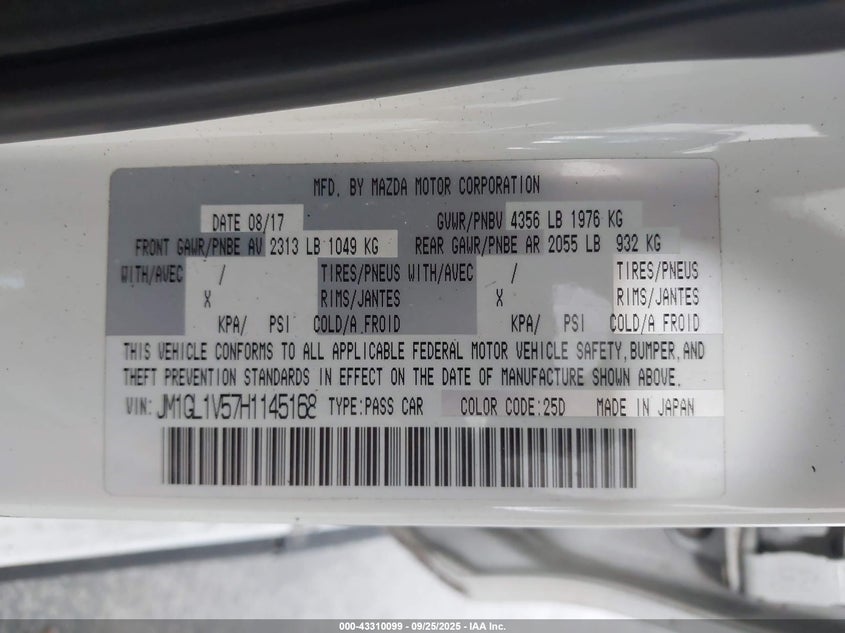 MFD. BY MAZDA MOTOR CORPORATION
DATE 08/17 GVWR/PNBV 4356 LB 1976 KG
FRONT GAWR/PNBE AV 2313 LB 1049 KG REAR GAWR/PNBE AR 2055 LB 932 KG
WITH/AVEC / TIRES/PNEUS WITH/AVEC / TIRES/PNEUS
X RIMS/JANTES X RIMS/JANTES
KPA/ PSI COLD/A FROID KPA/ PSI COLD/A FROID
THIS VEHICLE CONFORMS TO ALL APPLICABLE FEDERAL MOTOR VEHICLE SAFETY, BUMPER, AND
THEFT PREVENTION STANDARDS IN EFFECT ON THE DATE OF MANUFACTURE SHOWN ABOVE.
VIN: JM1GL1V57H1145168 TYPE:PASS CAR COLOR CODE:25D MADE IN JAPAN
000-43310099 - 09/25/2025 - IAA Inc.